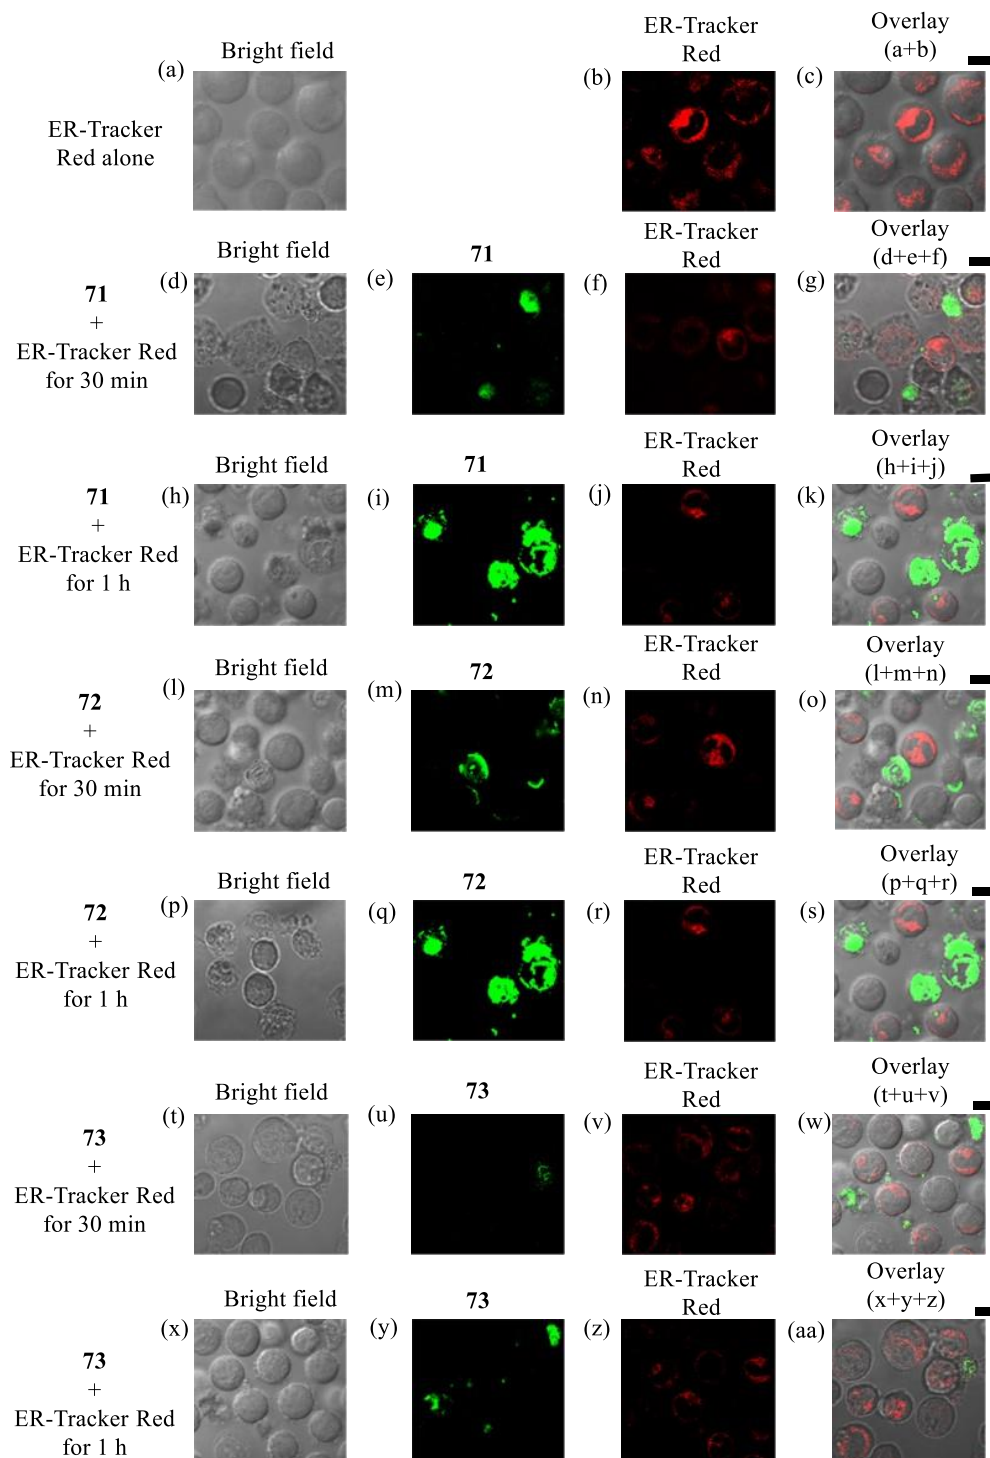 Bright field
ER-Tracker
Red
Overlay
(a+b)
(a)
(b)
(c)
ER-Tracker
Red alone
Bright field
71
ER-Tracker
Red
Overlay
(d+e+f)
(d)
(e)
(f)
(g)
71
+
ER-Tracker Red
for 30 min
Bright field
71
ER-Tracker
Red
Overlay
(h+i+j)
(h)
(i)
(j)
(k)
71
+
ER-Tracker Red
for 1 h
Bright field
72
ER-Tracker
Red
Overlay
(l+m+n)
(l)
(m)
(n)
(o)
72
+
ER-Tracker Red
for 30 min
Bright field
72
ER-Tracker
Red
Overlay
(p+q+r)
(p)
(q)
(r)
(s)
72
+
ER-Tracker Red
for 1 h
Bright field
73
ER-Tracker
Red
Overlay
(t+u+v)
(t)
(u)
(v)
(w)
73
+
ER-Tracker Red
for 30 min
Bright field
73
ER-Tracker
Red
Overlay
(x+y+z)
(x)
(y)
(z)
(aa)
73
+
ER-Tracker Red
for 1 h